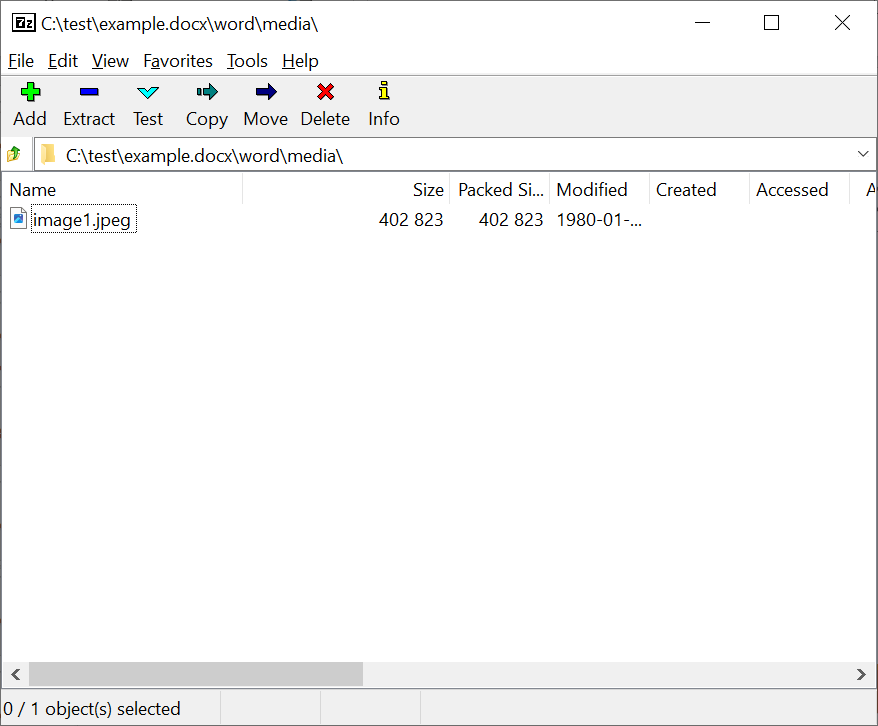 7z C:\test\example.docx\word\media\
File Edit View Favorites Tools Help
Add Extract Test Copy Move Delete Info
C:\test\example.docx\word\media\
Name Size Packed Si... Modified Created Accessed A
image1.jpeg 402 823 402 823 1980-01-...
0 / 1 object(s) selected